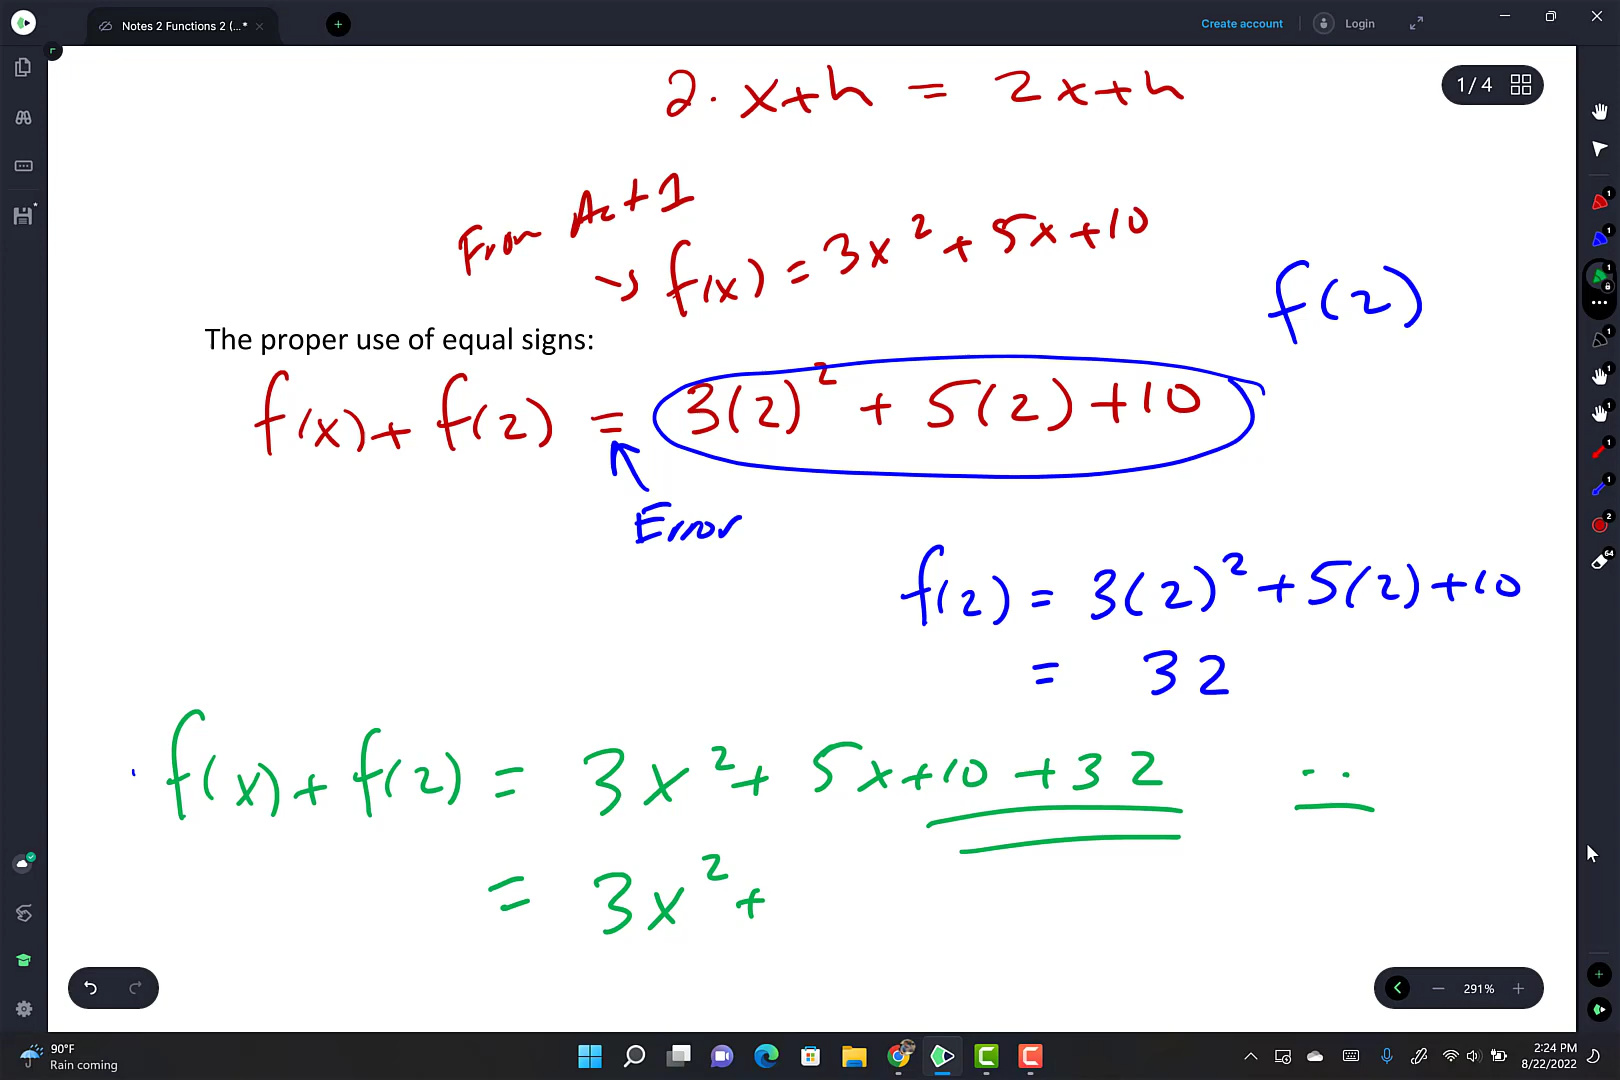 Notes 2 Functions 2 (...*
Create account
Login
1/4
2. x+h = 2x+h
From Act 1
f(x) = 3x² + 5x+10
f(2)
The proper use of equal signs:
f(x)+ f(2) = 3(2)² + 5(2)+10
Error
f(2) = 3(2)² + 5(2)+10
= 32
f(x)+ f(2) = 3x² + 5x+10 +32
= 3x² +
291%
90°F
Rain coming
2:24 PM
8/22/2022